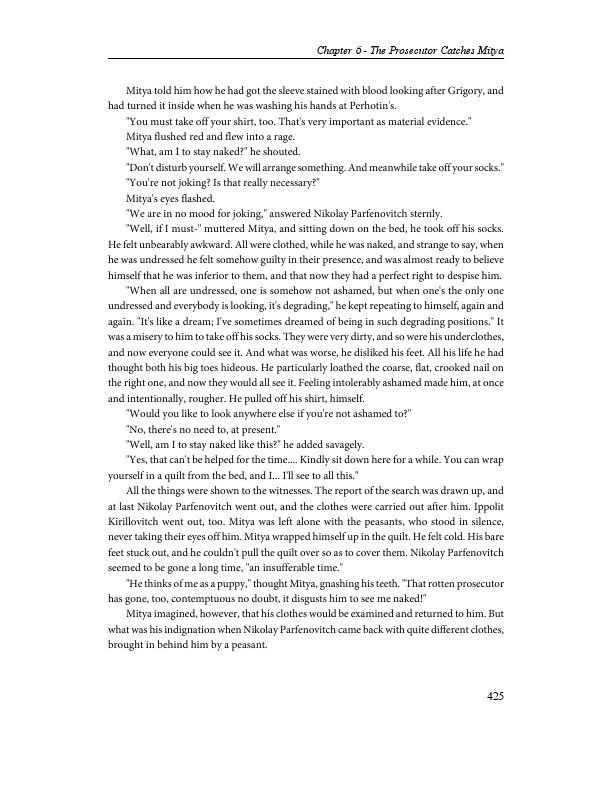 Chapter 6 - The Prosecutor Catches Mitya
Mitya told him how he had got the sleeve stained with blood looking after Grigory, and
had turned it inside when he was washing his hands at Perhotin's.
"You must take off your shirt, too. That's very important as material evidence."
Mitya flushed red and flew into a rage.
"What, am I to stay naked?" he shouted.
"Don't disturb yourself. We will arrange something. And meanwhile take off your socks."
"You're not joking? Is that really necessary?"
Mitya's eyes flashed.
"We are in no mood for joking," answered Nikolay Parfenovitch sternly.
"Well, if I must-" muttered Mitya, and sitting down on the bed, he took off his socks.
He felt unbearably awkward. All were clothed, while he was naked, and strange to say, when
he was undressed he felt somehow guilty in their presence, and was almost ready to believe
himself that he was inferior to them, and that now they had a perfect right to despise him.
"When all are undressed, one is somehow not ashamed, but when one's the only one
undressed and everybody is looking, it's degrading," he kept repeating to himself, again and
again. "It's like a dream; I've sometimes dreamed of being in such degrading positions." It
was a misery to him to take off his socks. They were very dirty, and so were his underclothes,
and now everyone could see it. And what was worse, he disliked his feet. All his life he had
thought both his big toes hideous. He particularly loathed the coarse, flat, crooked nail on
the right one, and now they would all see it. Feeling intolerably ashamed made him, at once
and intentionally, rougher. He pulled off his shirt, himself.
"Would you like to look anywhere else if you're not ashamed to?"
"No, there's no need to, at present."
"Well, am I to stay naked like this?" he added savagely.
"Yes, that can't be helped for the time.... Kindly sit down here for a while. You can wrap
yourself in a quilt from the bed, and I... I'll see to all this."
All the things were shown to the witnesses. The report of the search was drawn up, and
at last Nikolay Parfenovitch went out, and the clothes were carried out after him. Ippolit
Kirillovitch went out, too. Mitya was left alone with the peasants, who stood in silence,
never taking their eyes off him. Mitya wrapped himself up in the quilt. He felt cold. His bare
feet stuck out, and he couldn't pull the quilt over so as to cover them. Nikolay Parfenovitch
seemed to be gone a long time, "an insufferable time."
"He thinks of me as a puppy," thought Mitya, gnashing his teeth. "That rotten prosecutor
has gone, too, contemptuous no doubt, it disgusts him to see me naked!"
Mitya imagined, however, that his clothes would be examined and returned to him. But
what was his indignation when Nikolay Parfenovitch came back with quite different clothes,
brought in behind him by a peasant.
425